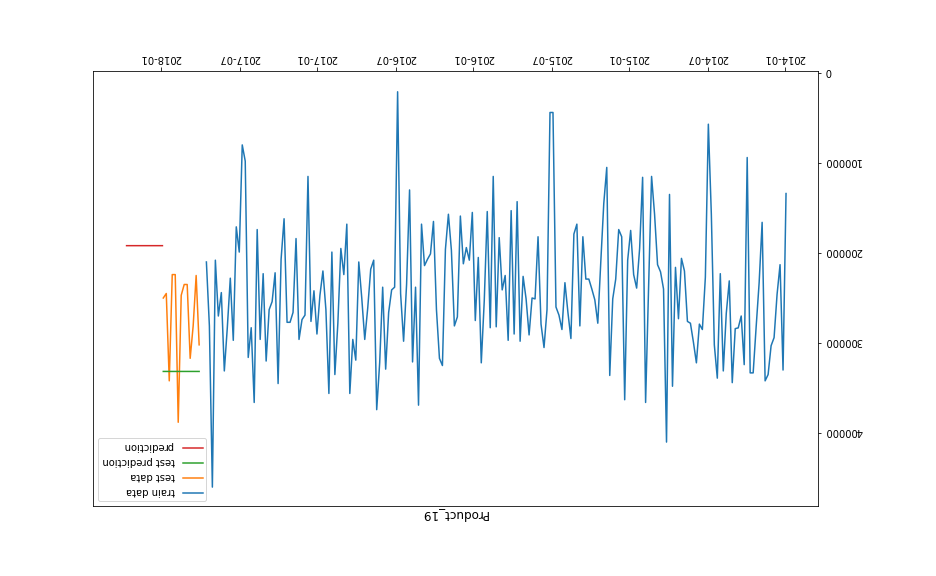 Product_19
train data
test data
test prediction
prediction
400000
300000
200000
100000
0
2014-01 2014-07 2015-01 2015-07 2016-01 2016-07 2017-01 2017-07 2018-01